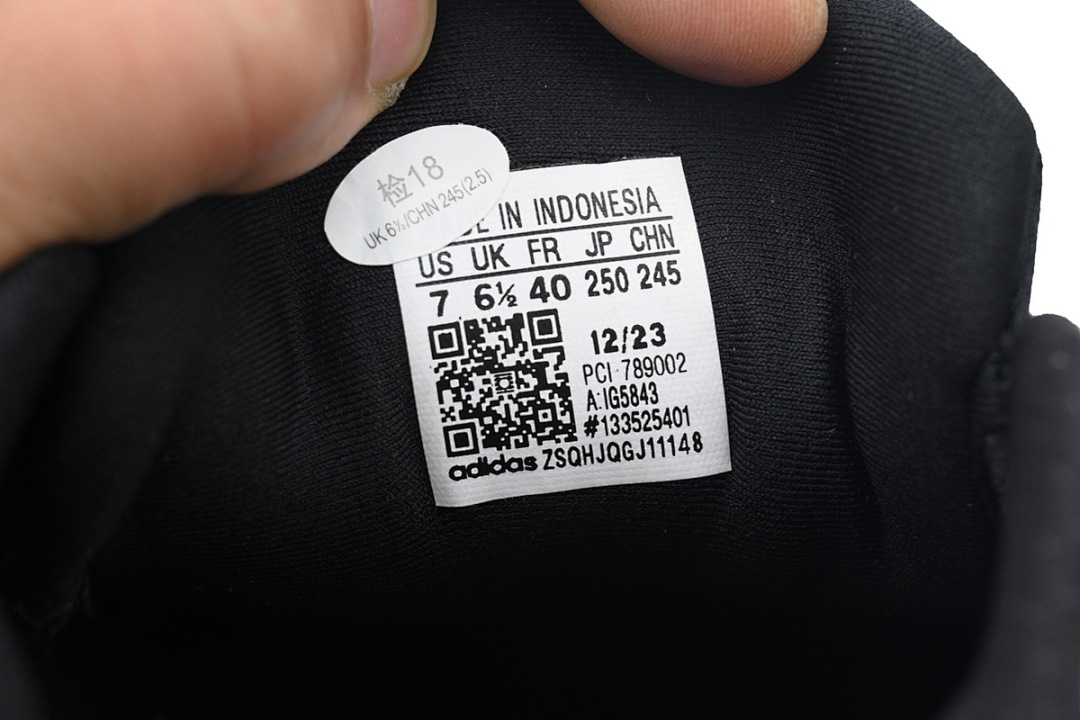 检18
UK 6½/CHN 245(2.5)
IN INDONESIA
US UK FR JP CHN
7 6½ 40 250 245
12/23
PCI 789002
A:IG5843
#133525401
adidas ZSQHJQGJ11148